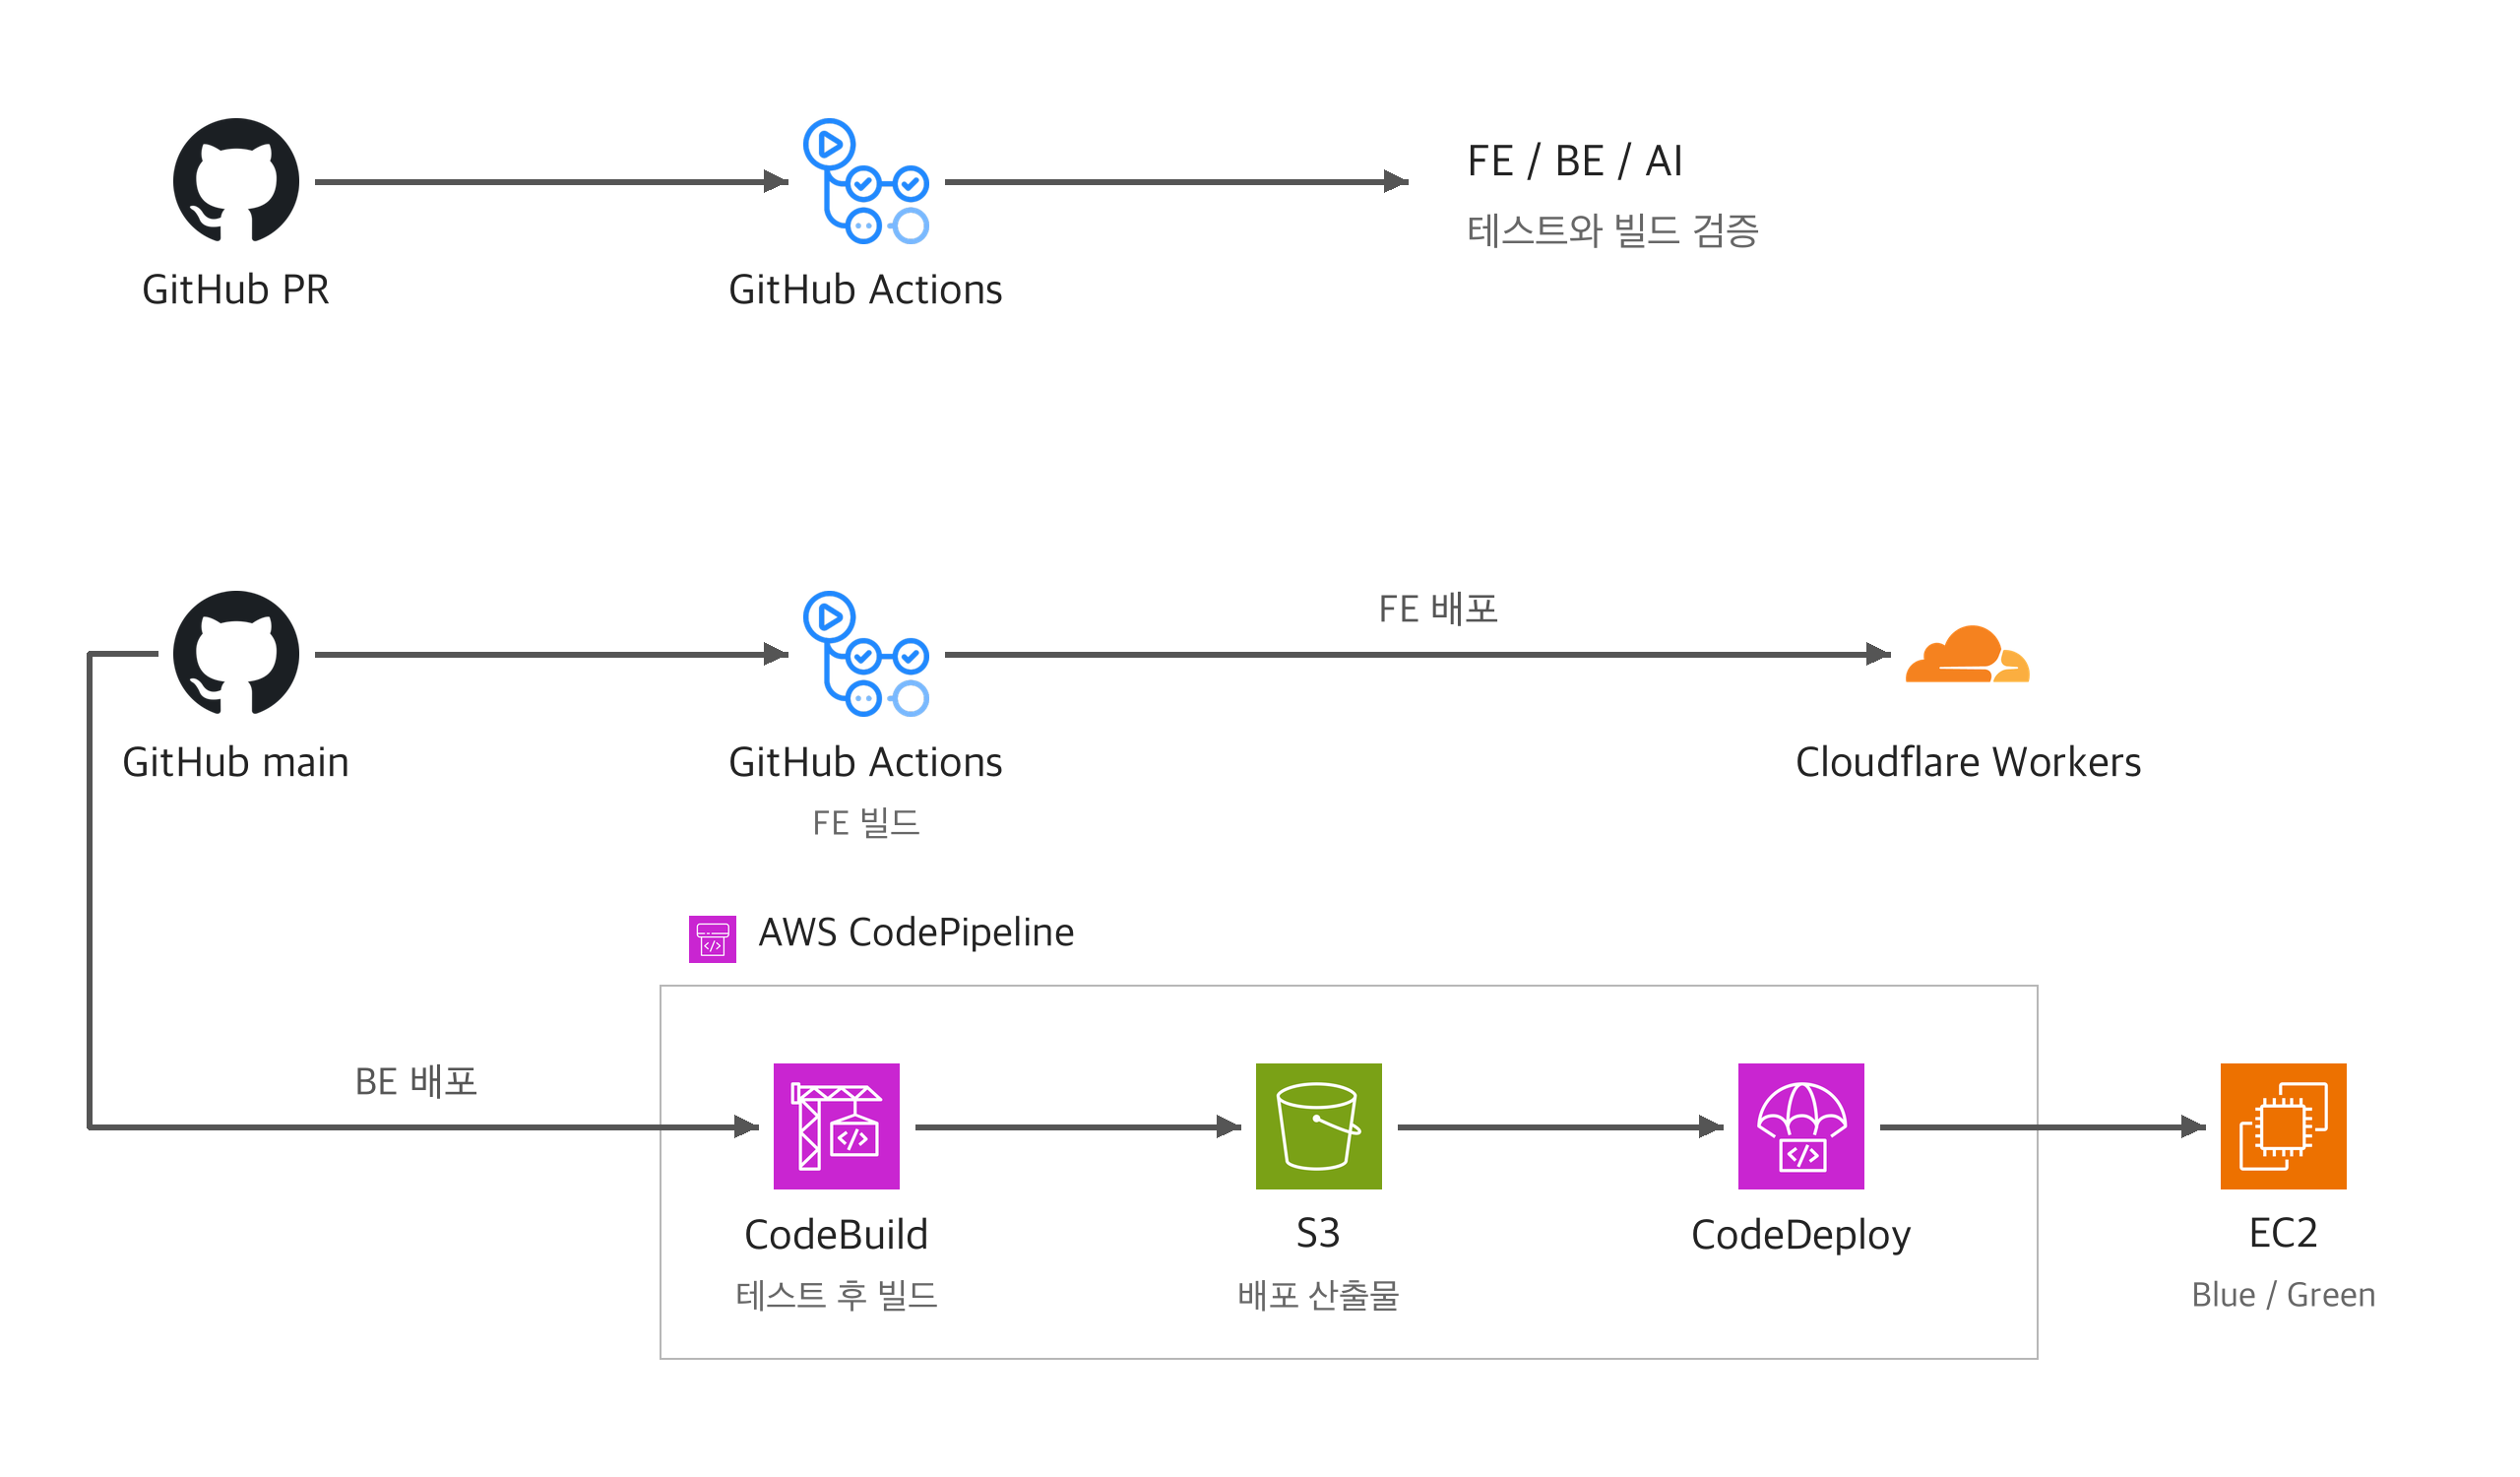 FE / BE / AI
테스트와 빌드 검증
GitHub PR
GitHub Actions
FE 배포
GitHub main
GitHub Actions
Cloudflare Workers
FE 빌드
AWS CodePipeline
BE 배포
CodeBuild
S3
CodeDeploy
EC2
테스트 후 빌드
배포 산출물
Blue / Green